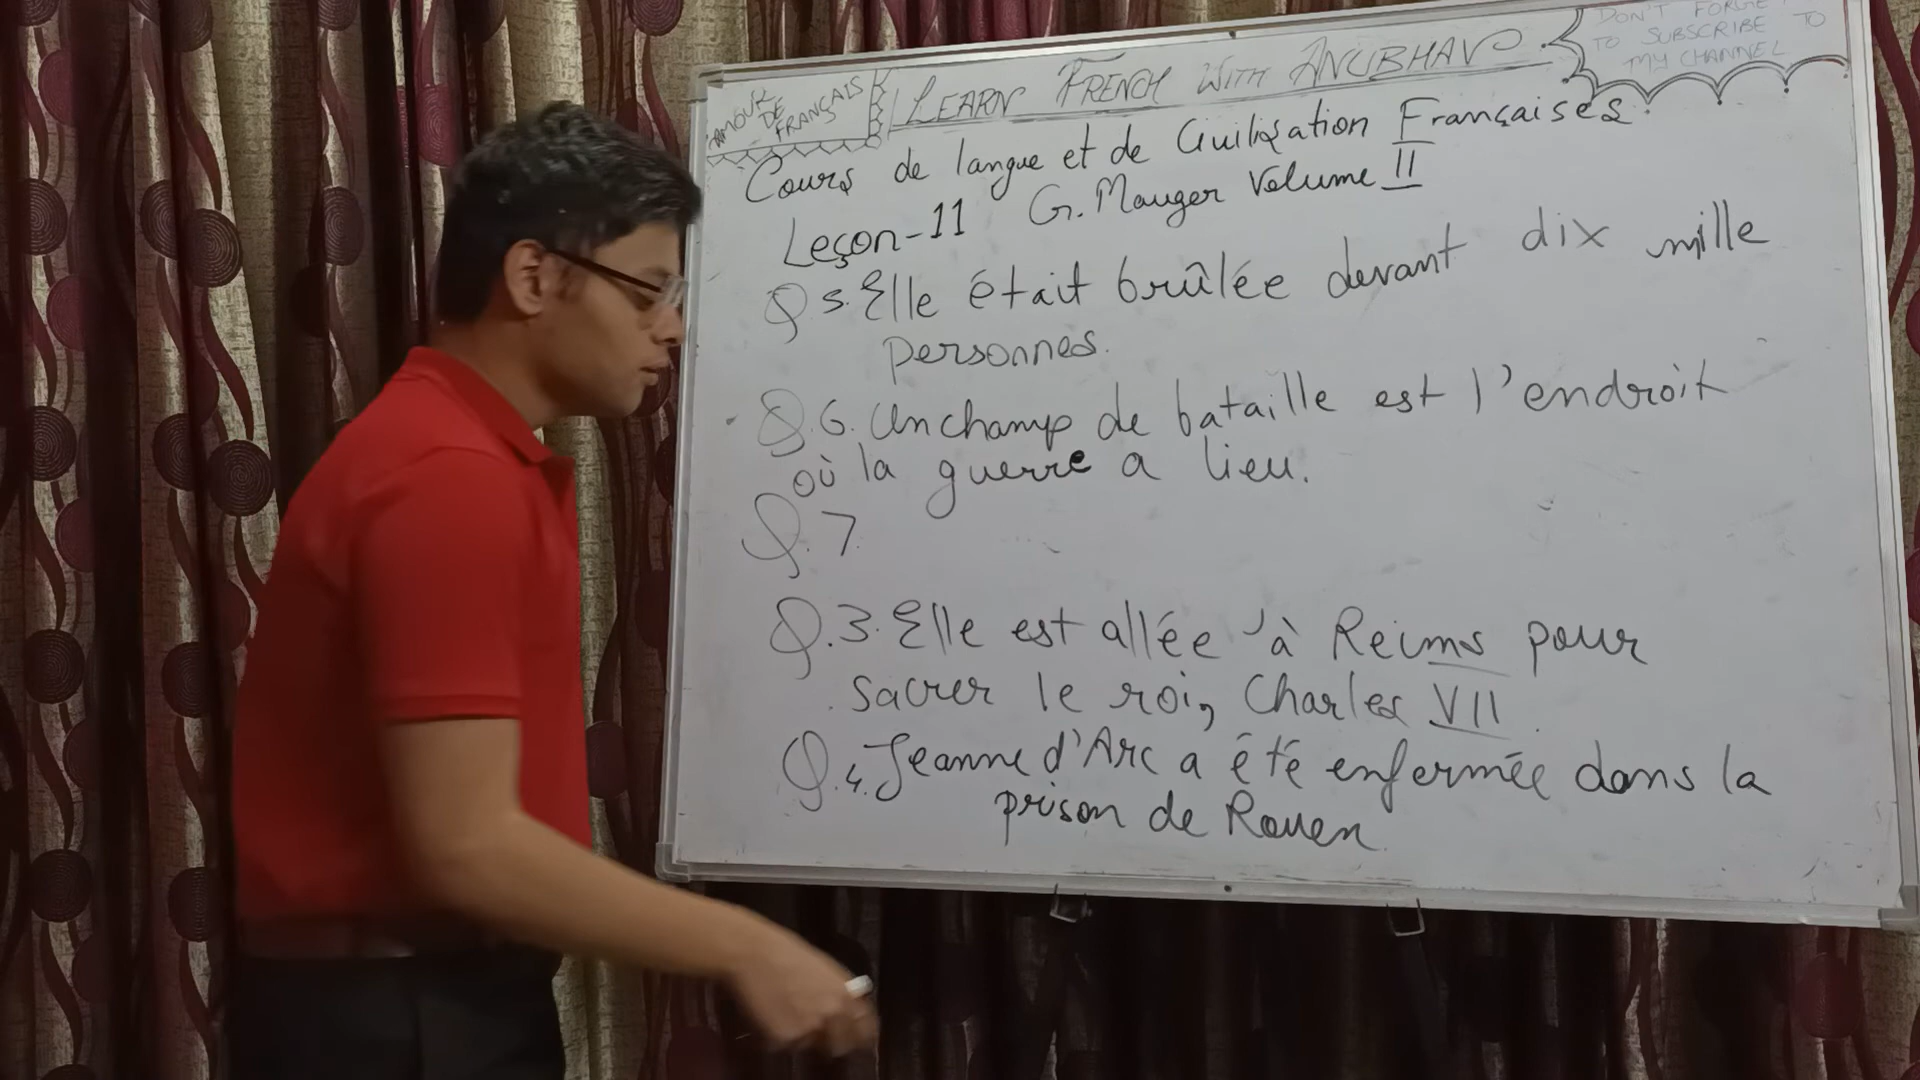 AMOUR
DE
FRANÇAIS
LEARN FRENCH WITH ANUBHAV
DON'T FORGET
TO SUBSCRIBE TO
MY CHANNEL
Cours de langue et de Civilisation Françaises.
Leçon-11 G. Mauger Volume II
Q 5. Elle était brûlée devant dix mille
personnes.
Q.6. Un champ de bataille est l'endroit
où la guerre a lieu.
Q.7.
Q.3. Elle est allée à Reims pour
sacrer le roi, Charles VII.
Q.4. Jeanne d'Arc a été enfermée dans la
prison de Rouen.